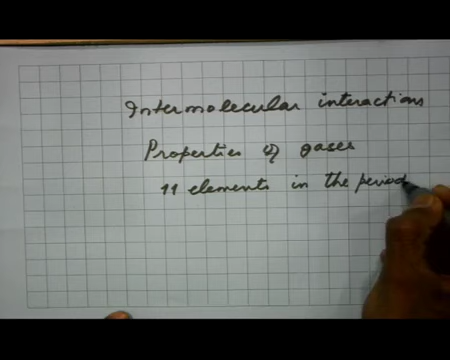 Intermolecular interactions
Properties of gases
11 elements in the period